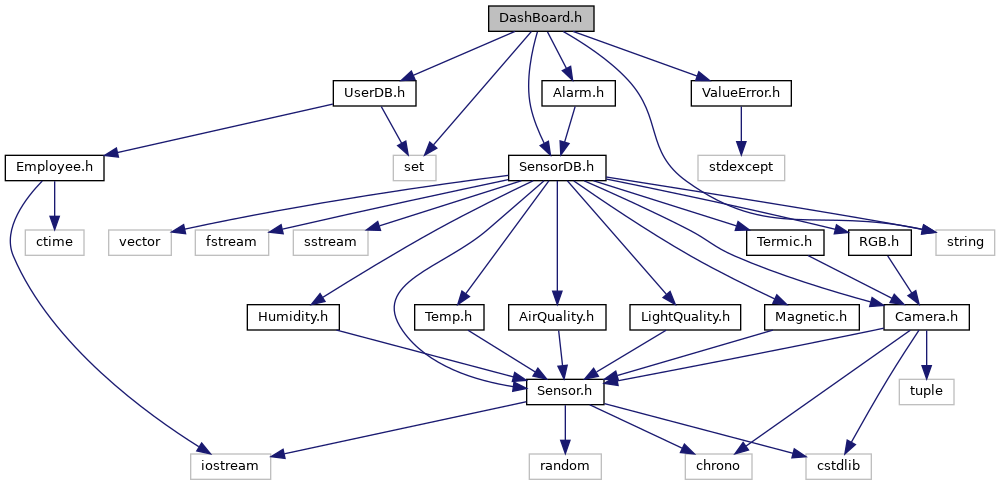 DashBoard.h
UserDB.h
Alarm.h
ValueError.h
Employee.h
set
SensorDB.h
stdexcept
ctime
vector
fstream
sstream
Termic.h
RGB.h
string
Humidity.h
Temp.h
AirQuality.h
LightQuality.h
Magnetic.h
Camera.h
Sensor.h
tuple
iostream
random
chrono
cstdlib